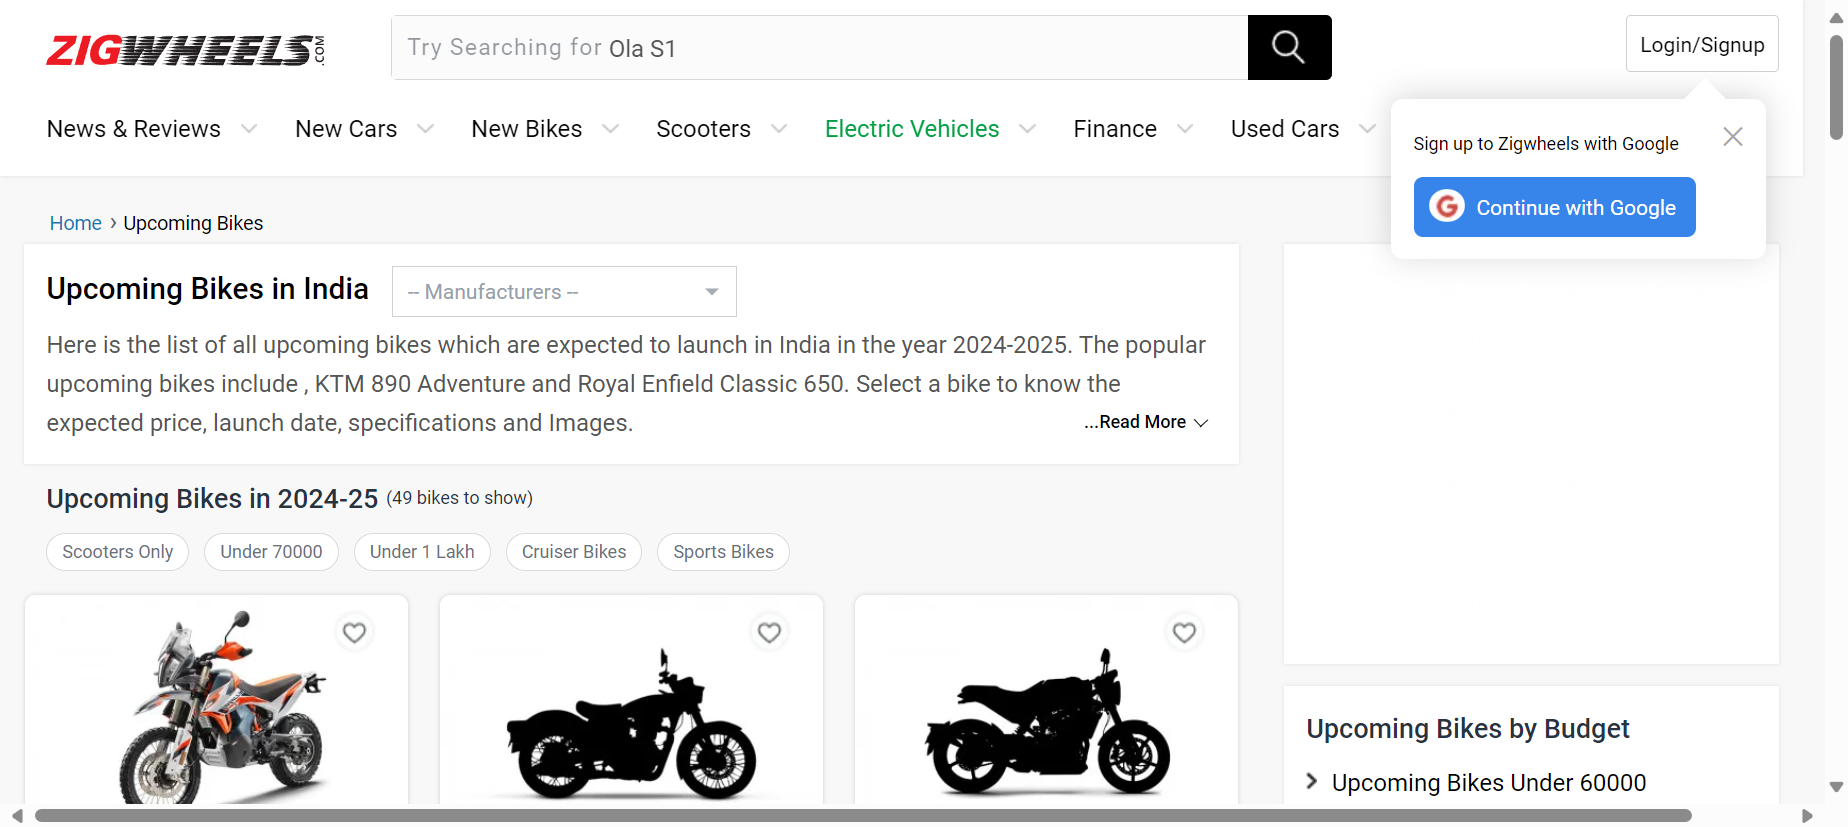 ZIGWHEELS.COM
Try Searching for Ola S1
Login/Signup
News & Reviews
New Cars
New Bikes
Scooters
Electric Vehicles
Finance
Used Cars
Sign up to Zigwheels with Google
G Continue with Google
Home › Upcoming Bikes
Upcoming Bikes in India
-- Manufacturers --
Here is the list of all upcoming bikes which are expected to launch in India in the year 2024-2025. The popular
upcoming bikes include , KTM 890 Adventure and Royal Enfield Classic 650. Select a bike to know the
expected price, launch date, specifications and Images.
...Read More
Upcoming Bikes in 2024-25 (49 bikes to show)
Scooters Only
Under 70000
Under 1 Lakh
Cruiser Bikes
Sports Bikes
Upcoming Bikes by Budget
Upcoming Bikes Under 60000